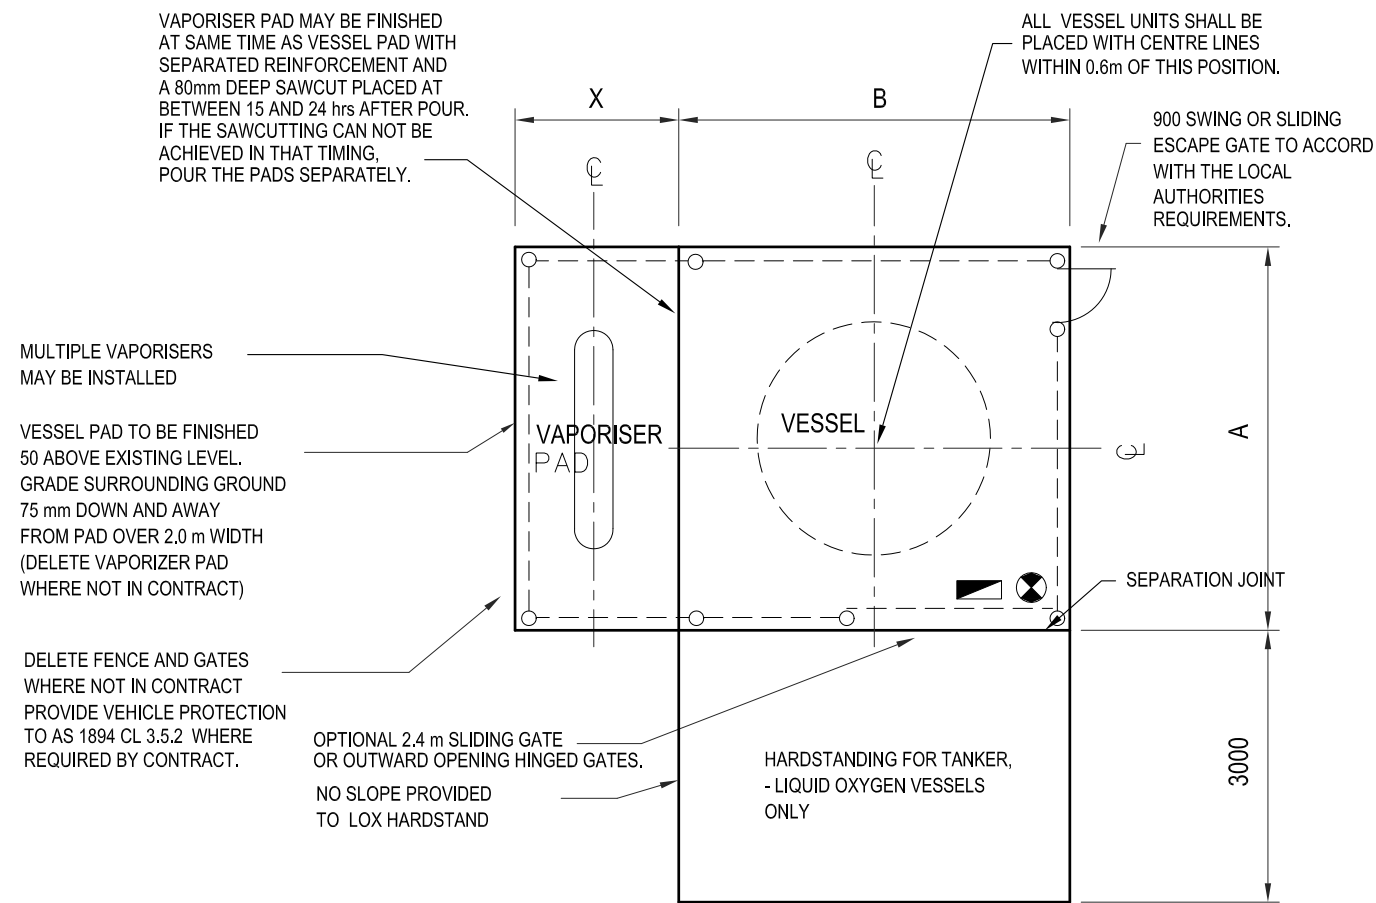 VAPORISER PAD MAY BE FINISHED
AT SAME TIME AS VESSEL PAD WITH
SEPARATED REINFORCEMENT AND
A 80mm DEEP SAWCUT PLACED AT
BETWEEN 15 AND 24 hrs AFTER POUR.
IF THE SAWCUTTING CAN NOT BE
ACHIEVED IN THAT TIMING,
POUR THE PADS SEPARATELY.
ALL VESSEL UNITS SHALL BE
PLACED WITH CENTRE LINES
WITHIN 0.6m OF THIS POSITION.
X
B
900 SWING OR SLIDING
ESCAPE GATE TO ACCORD
WITH THE LOCAL
AUTHORITIES
REQUIREMENTS.
CL
CL
MULTIPLE VAPORISERS
MAY BE INSTALLED
VESSEL PAD TO BE FINISHED
50 ABOVE EXISTING LEVEL.
GRADE SURROUNDING GROUND
75 mm DOWN AND AWAY
FROM PAD OVER 2.0 m WIDTH
(DELETE VAPORIZER PAD
WHERE NOT IN CONTRACT)
VAPORISER
PAD
VESSEL
CL
A
SEPARATION JOINT
DELETE FENCE AND GATES
WHERE NOT IN CONTRACT
PROVIDE VEHICLE PROTECTION
TO AS 1894 CL 3.5.2 WHERE
REQUIRED BY CONTRACT.
OPTIONAL 2.4 m SLIDING GATE
OR OUTWARD OPENING HINGED GATES.
NO SLOPE PROVIDED
TO LOX HARDSTAND
HARDSTANDING FOR TANKER,
- LIQUID OXYGEN VESSELS
ONLY
3000